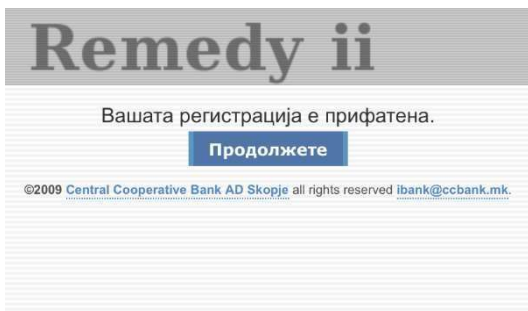 Remedy ii
Вашата регистрација е прифатена.
Продолжете
©2009 Central Cooperative Bank AD Skopje all rights reserved ibank@ccbank.mk.